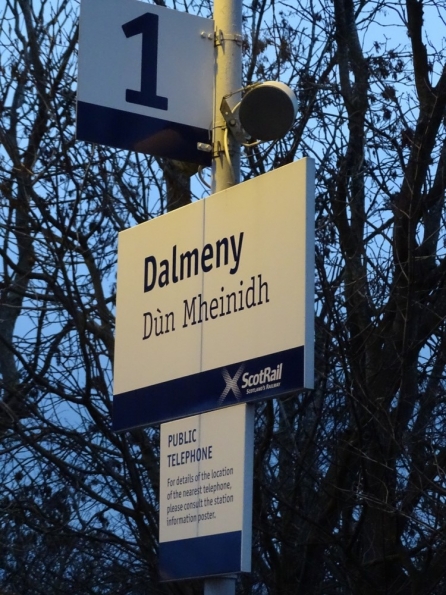 1
Dalmeny
Dùn Mheinidh
ScotRail
SCOTLAND'S RAILWAY
PUBLIC
TELEPHONE
For details of the location
of the nearest telephone,
please consult the station
information poster.